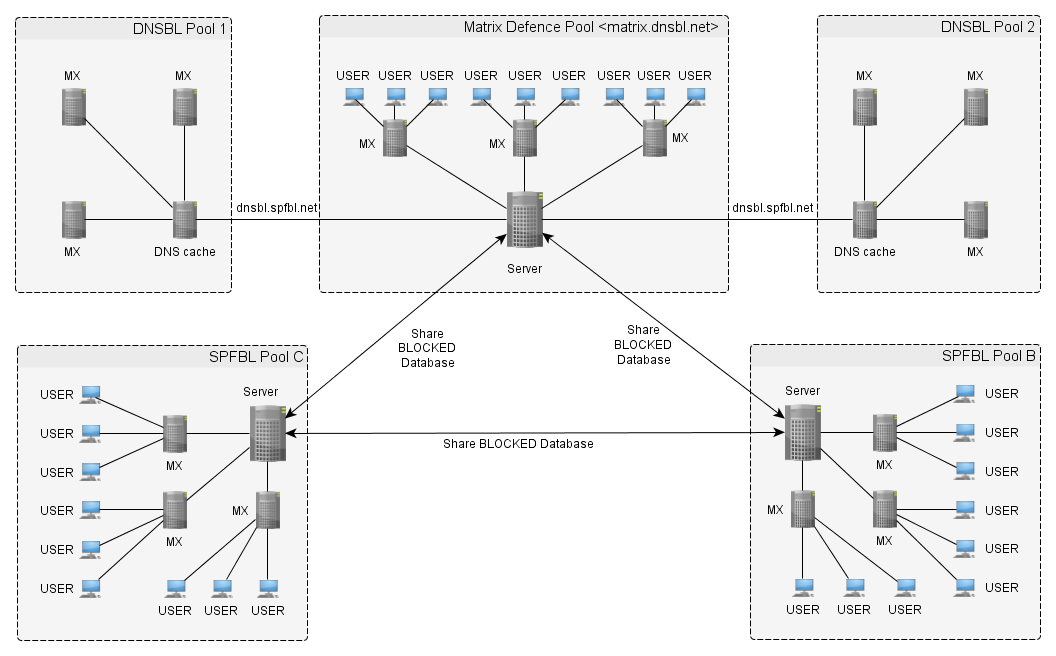 DNSBL Pool 1
MX
MX
MX
DNS cache
dnsbl.spfbl.net
Matrix Defence Pool <matrix.dnsbl.net>
USER
USER
USER
USER
USER
USER
USER
USER
USER
MX
MX
MX
Server
dnsbl.spfbl.net
DNSBL Pool 2
MX
MX
DNS cache
MX
Share
BLOCKED
Database
Share
BLOCKED
Database
SPFBL Pool C
Server
USER
USER
MX
USER
USER
MX
USER
USER
MX
USER
USER
USER
Share BLOCKED Database
SPFBL Pool B
Server
USER
USER
MX
USER
MX
USER
MX
USER
USER
USER
USER
USER